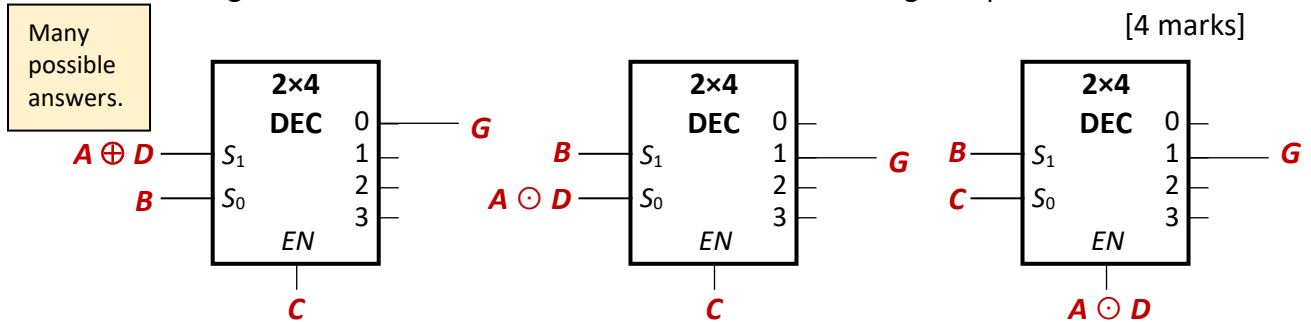 Many
possible
answers.
[4 marks]
2×4
DEC
0
1
2
3
S1
S0
EN
A ⊕ D
B
C
G
2×4
DEC
0
1
2
3
S1
S0
EN
B
A ⊙ D
C
G
2×4
DEC
0
1
2
3
S1
S0
EN
B
C
A ⊙ D
G